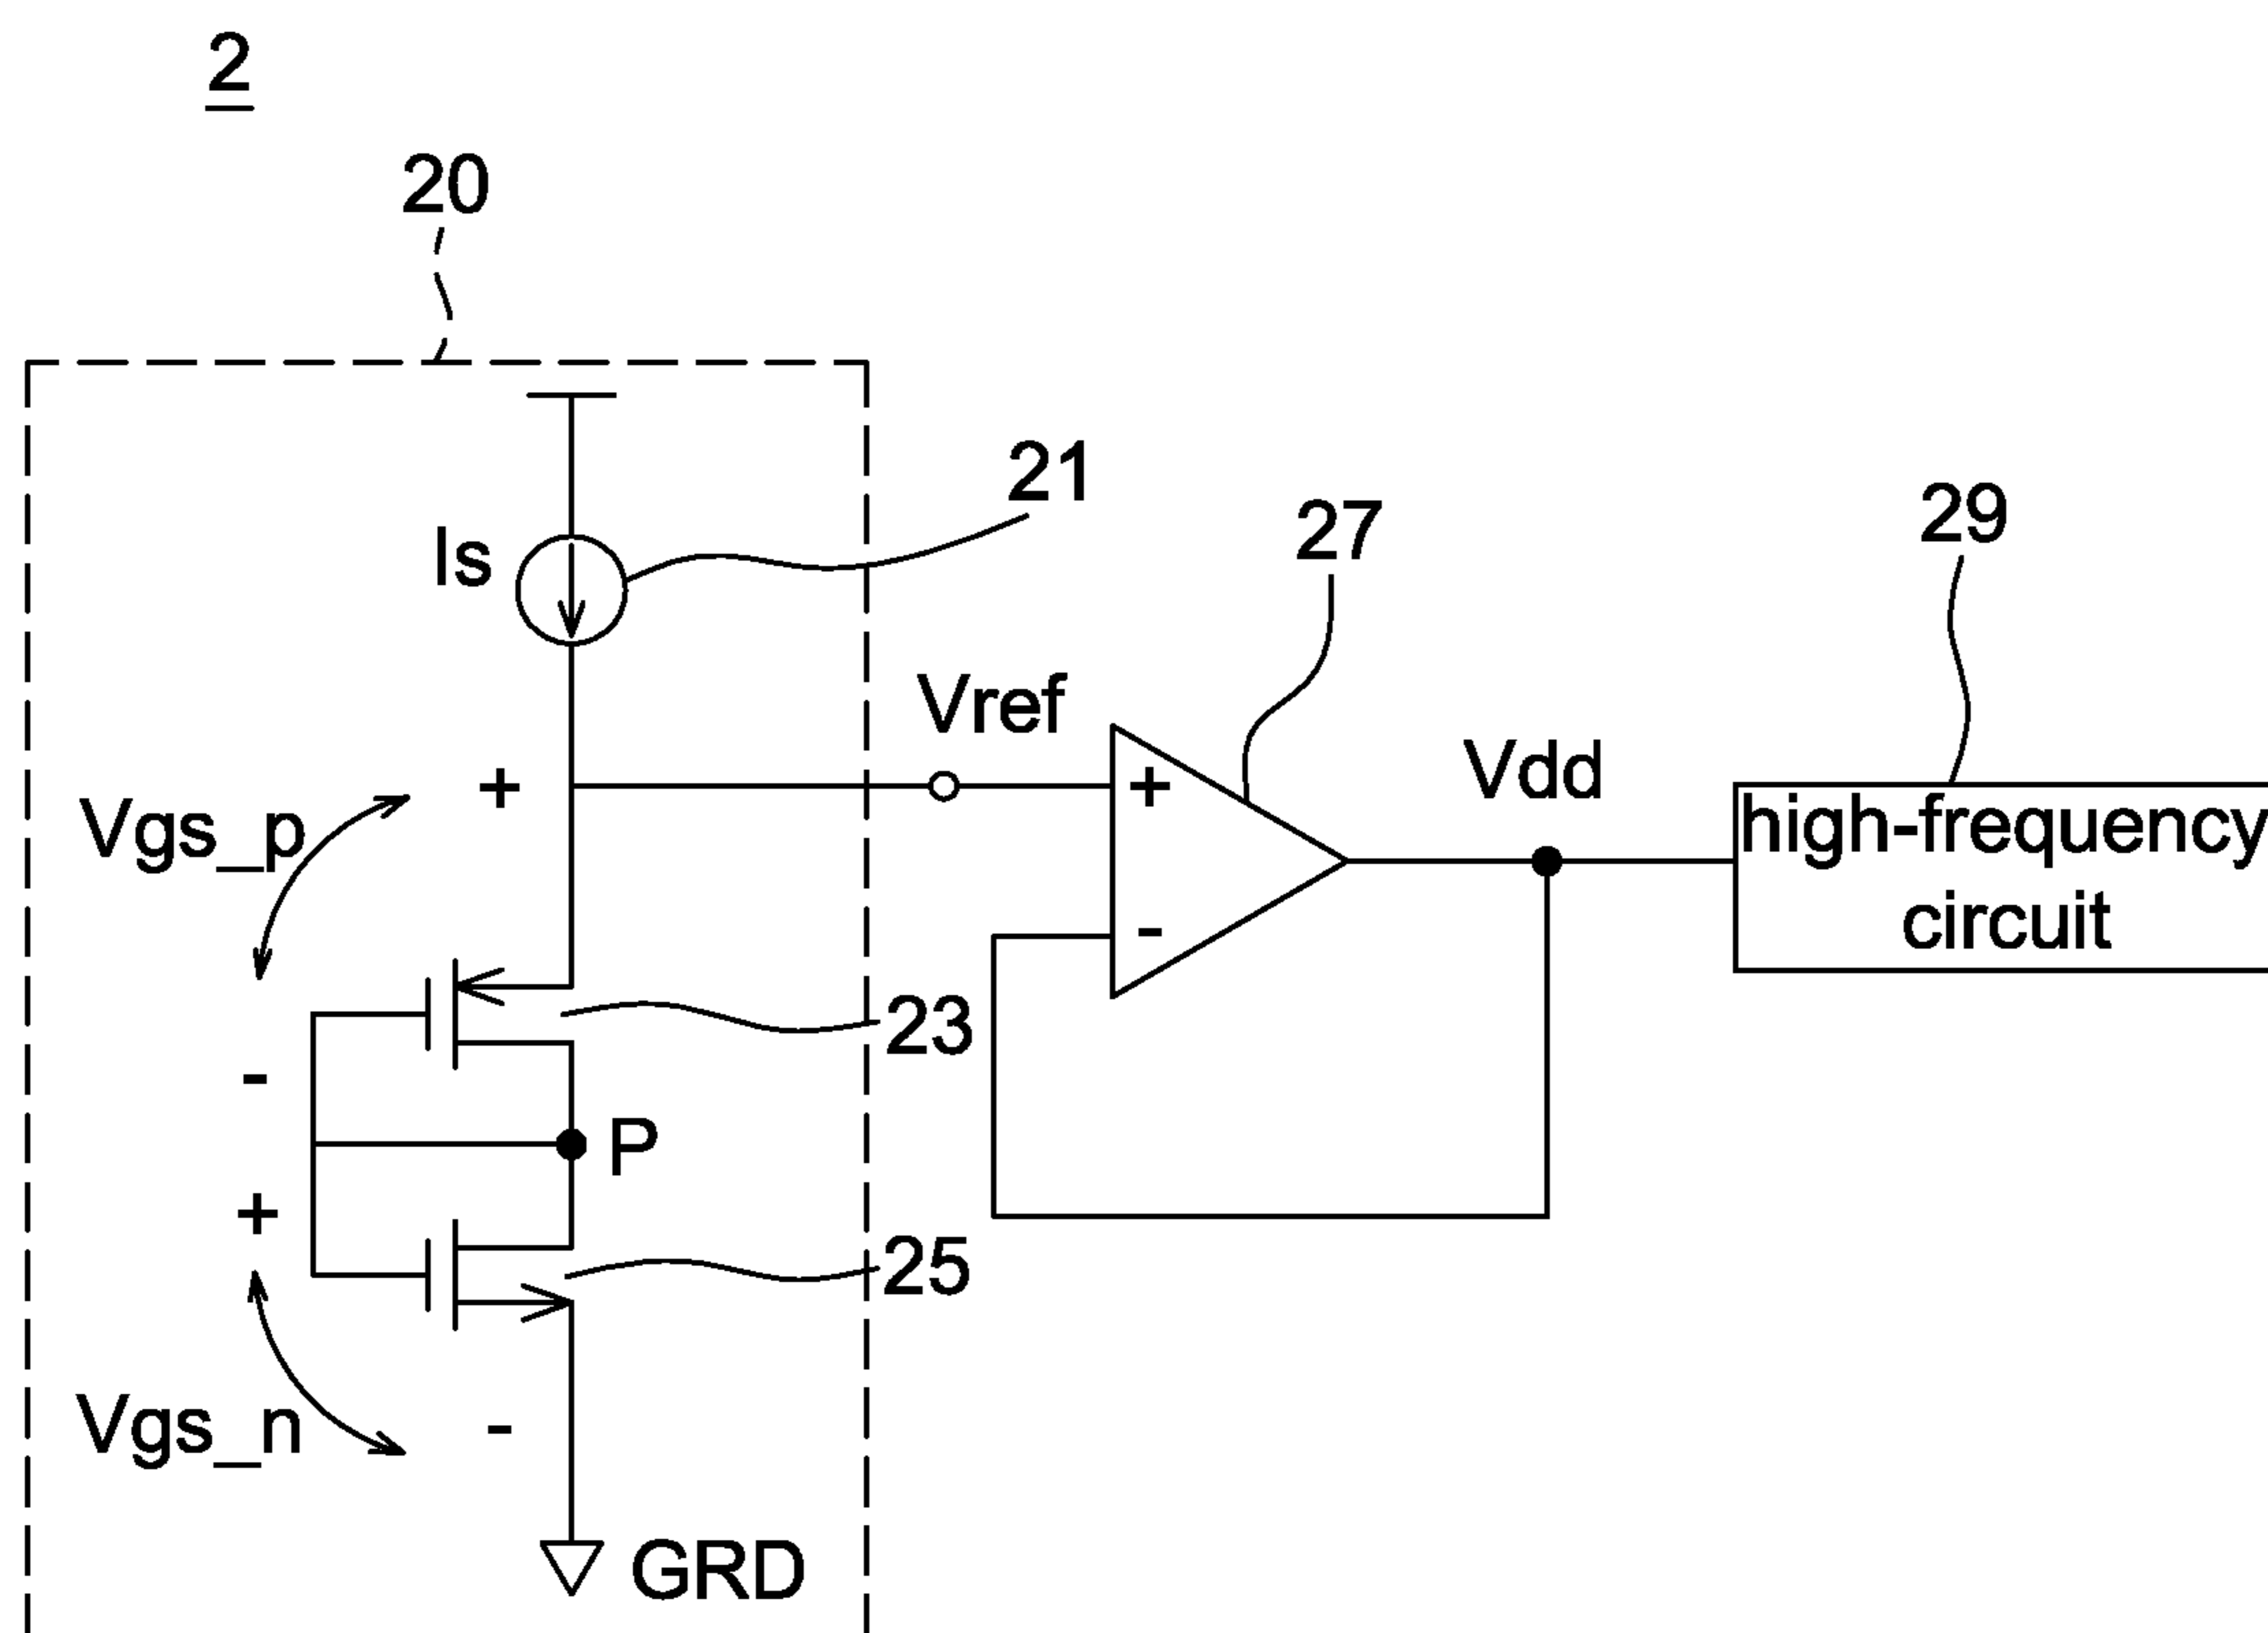 2
20
21
Is
27
29
Vref
Vdd
+
+
Vgs_p
high-frequency
circuit
-
23
-
P
+
25
Vgs_n
-
GRD